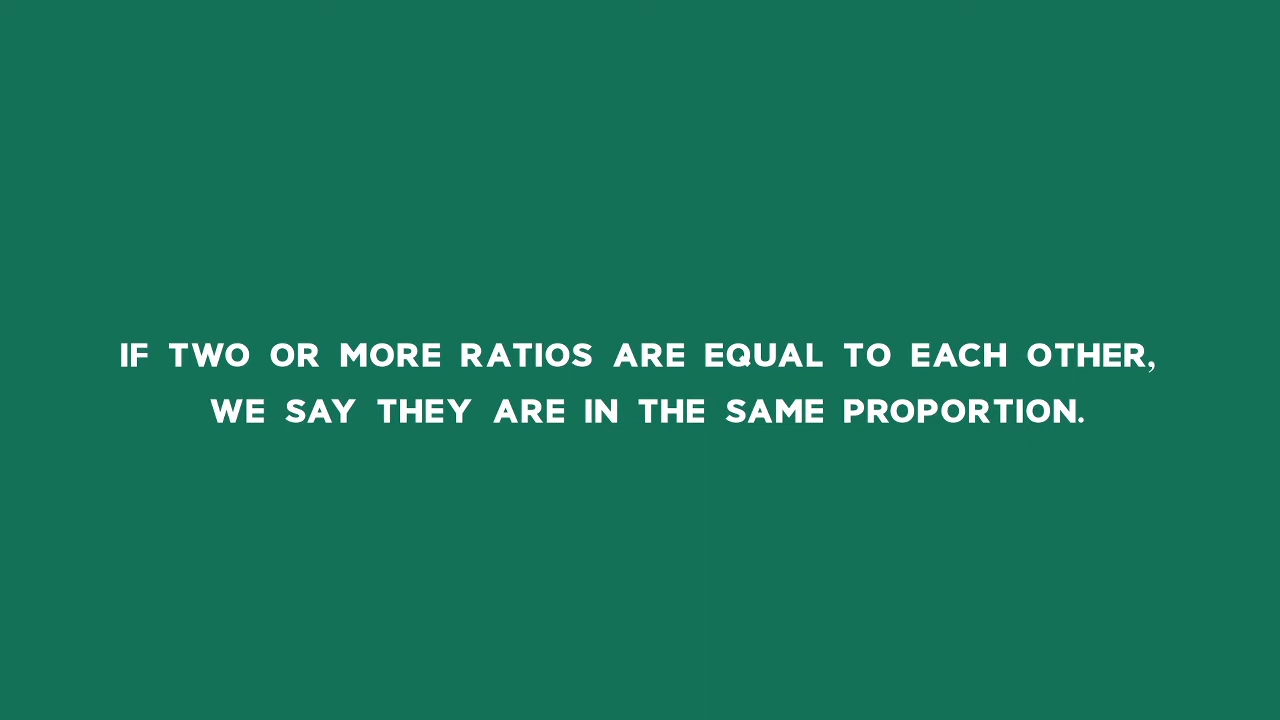 IF TWO OR MORE RATIOS ARE EQUAL TO EACH OTHER,
WE SAY THEY ARE IN THE SAME PROPORTION.